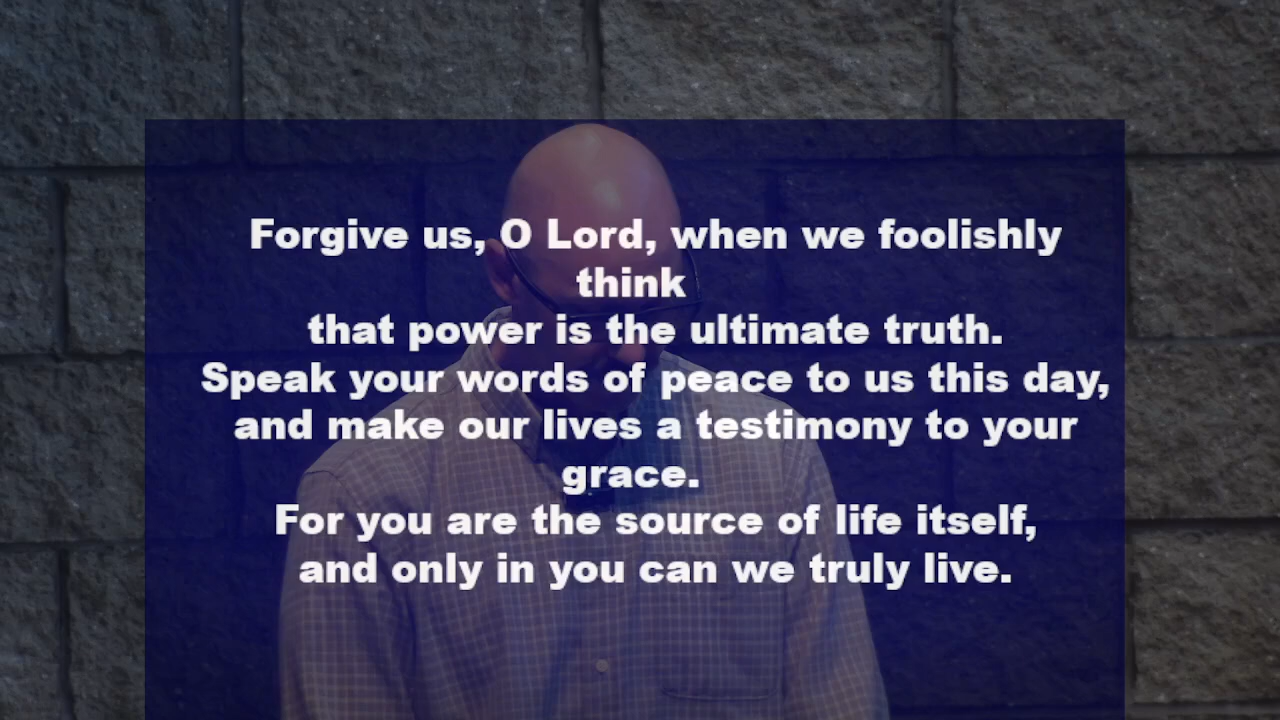 Forgive us, O Lord, when we foolishly
think
that power is the ultimate truth.
Speak your words of peace to us this day,
and make our lives a testimony to your
grace.
For you are the source of life itself,
and only in you can we truly live.